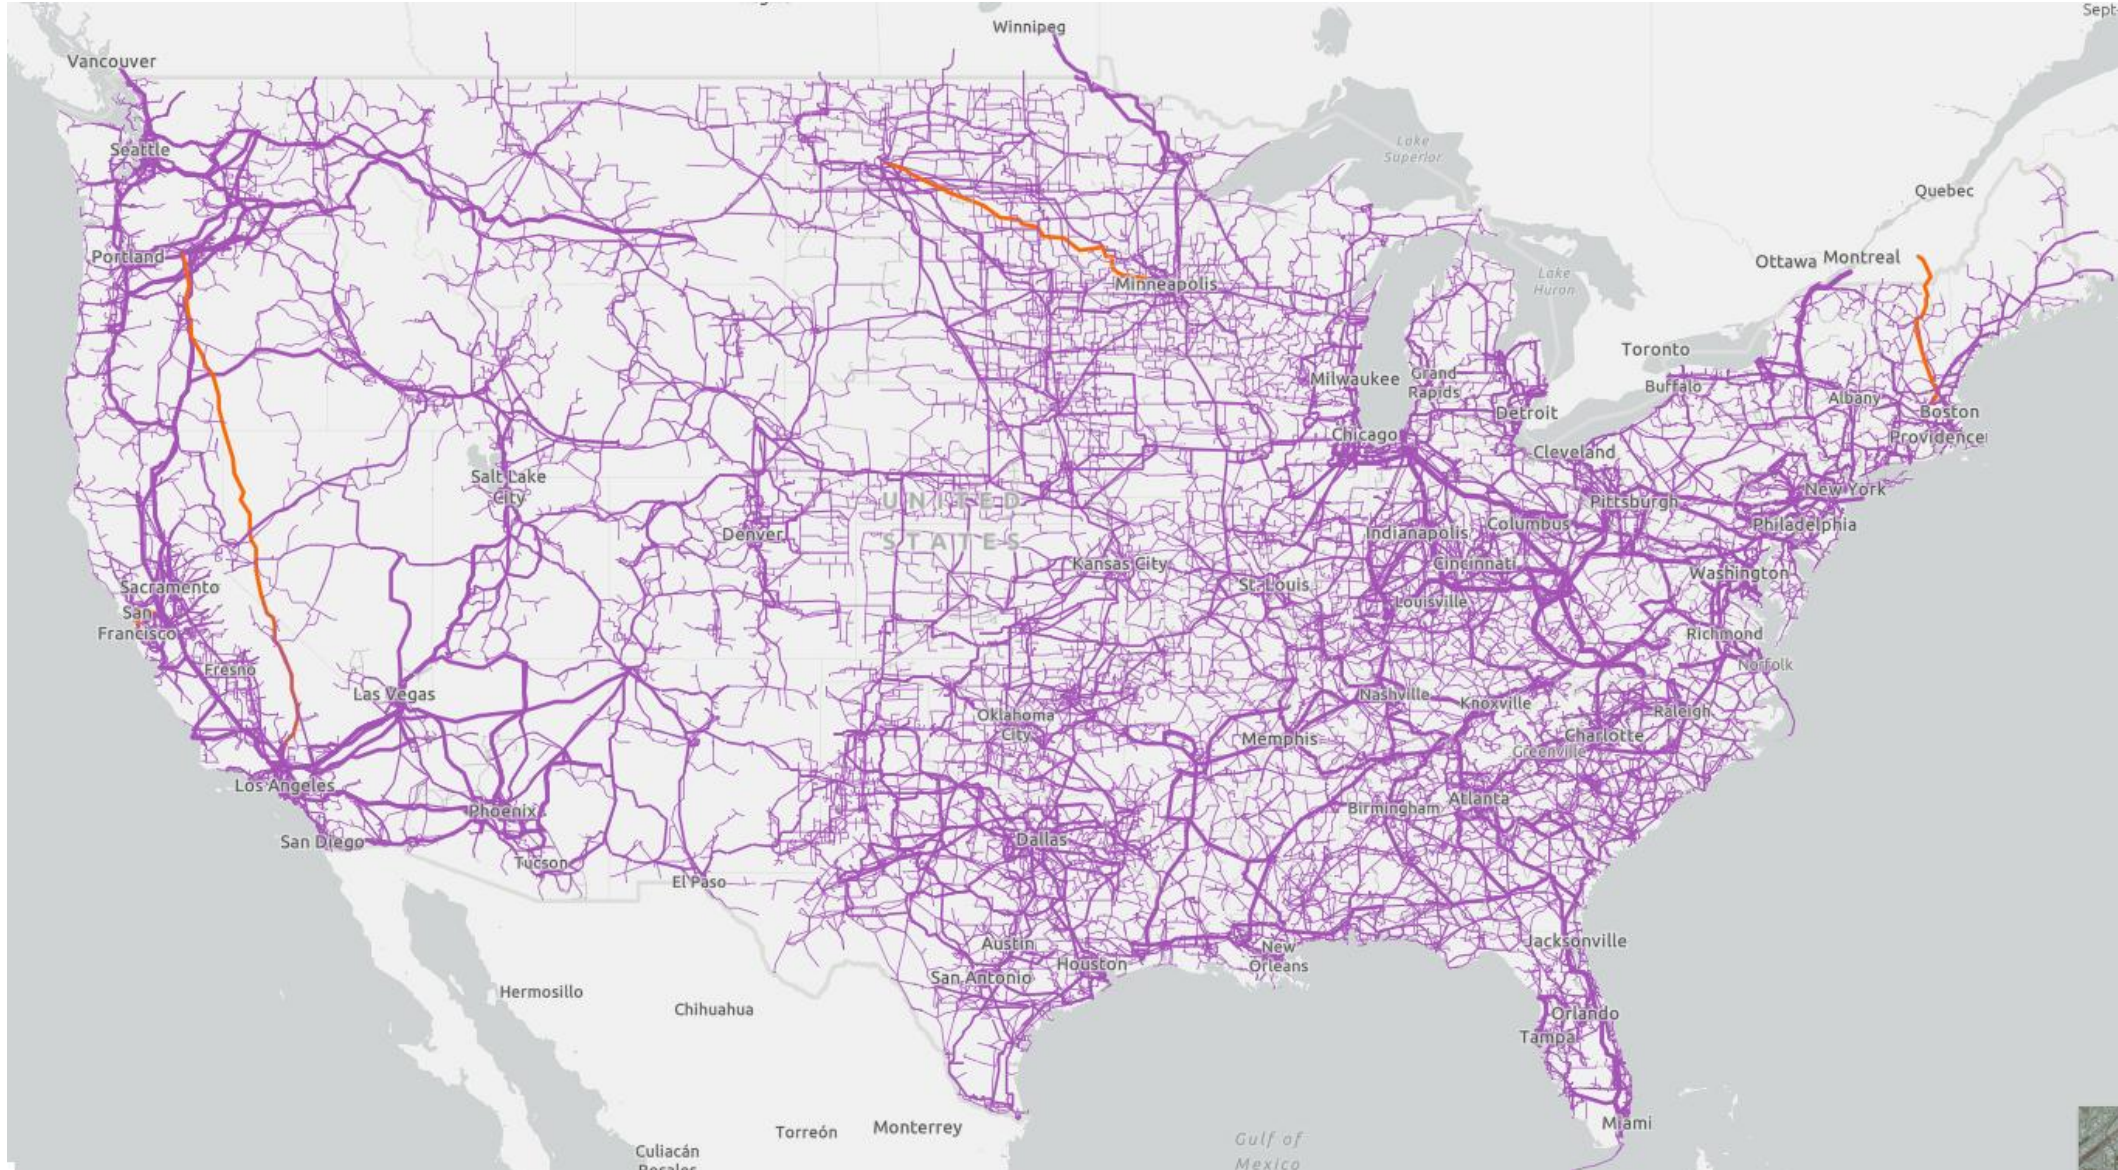 Sept
Winnipeg
Vancouver
Lake
Superior
Seattle
Quebec
Portland
Ottawa
Montreal
Lake
Huron
Minneapolis
Toronto
Milwaukee
Grand
Rapids
Buffalo
Albany
Detroit
Boston
Providence
Chicago
Cleveland
Salt Lake
City
UNITED
STATES
Pittsburgh
New York
Denver
Indianapolis
Columbus
Philadelphia
Kansas City
Cincinnati
Washington
Sacramento
St. Louis
Louisville
San
Francisco
Richmond
Norfolk
Fresno
Las Vegas
Nashville
Knoxville
Raleigh
Oklahoma
City
Memphis
Charlotte
Greenville
Los Angeles
Phoenix
Birmingham
Atlanta
San Diego
Dallas
Tucson
El Paso
Austin
Houston
San Antonio
New
Orleans
Jacksonville
Hermosillo
Chihuahua
Orlando
Tampa
Miami
Torreón
Monterrey
Gulf of
Mexico
Culiacán
Rosales